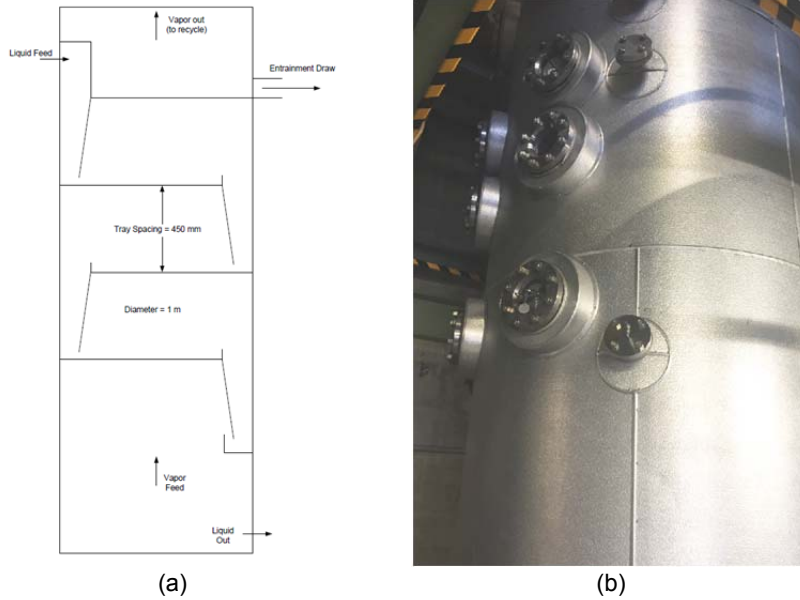 Vapor out
(to recycle)
Liquid Feed
Entrainment Draw
Tray Spacing = 450 mm
Diameter = 1 m
Vapor
Feed
Liquid
Out
(a)
(b)